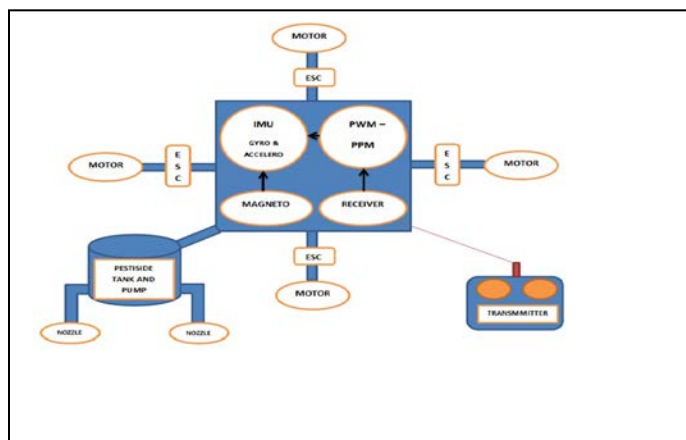 MOTOR
ESC
IMU
GYRO &
ACCELERO
PWM –
PPM
MOTOR
E
S
C
E
S
C
MOTOR
MAGNETO
RECEIVER
PESTISIDE
TANK AND
PUMP
ESC
MOTOR
NOZZLE
NOZZLE
TRANSMMITTER